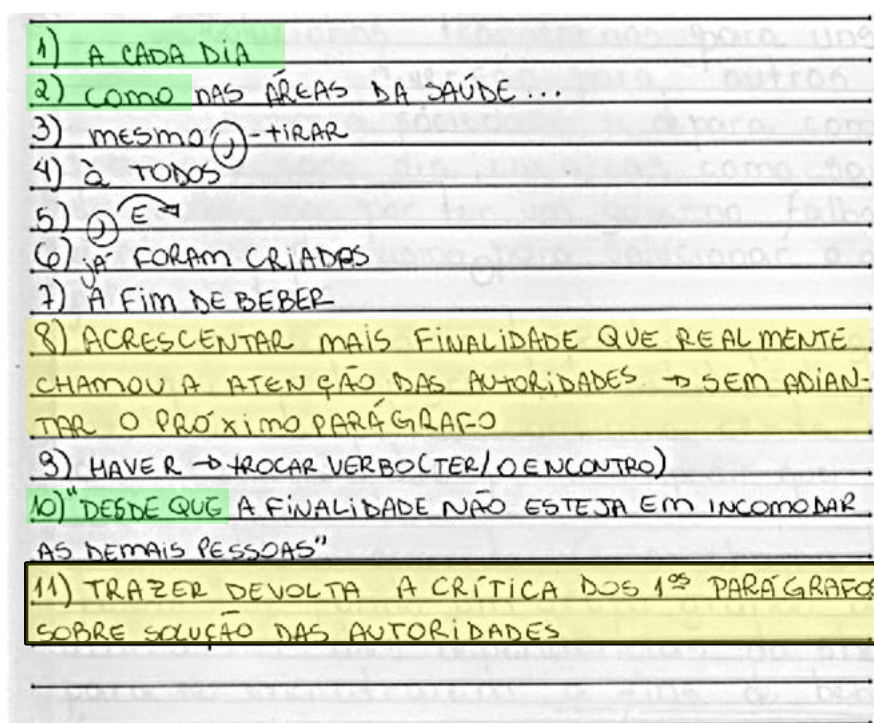 1) A CADA DIA
2) COMO NAS ÁREAS DA SAÚDE...
3) MESMO (,) → TIRAR
4) À TODOS
5) (,) E
6) JÁ FORAM CRIADAS
7) A FIM DE BEBER
8) ACRESCENTAR MAIS FINALIDADE QUE REALMENTE
CHAMOU A ATENÇÃO DAS AUTORIDADES → SEM ADIAN-
TAR O PRÓXIMO PARÁGRAFO
9) HAVER → TROCAR VERBO (TER/O ENCONTRO)
10) "DESDE QUE A FINALIDADE NÃO ESTEJA EM INCOMODAR
AS DEMAIS PESSOAS"
11) TRAZER DEVOLTA A CRÍTICA DOS 1ºs PARÁGRAFOS
SOBRE SOLUÇÃO DAS AUTORIDADES